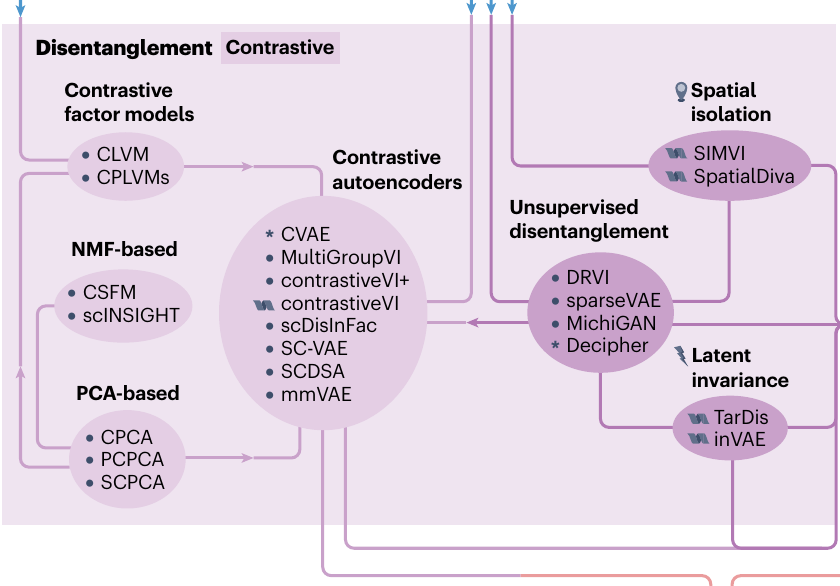 Disentanglement Contrastive
Contrastive
factor models
• CLVM
• CPLVMs
NMF-based
• CSFM
• scINSIGHT
PCA-based
• CPCA
• PCPCA
• SCPCA
Contrastive
autoencoders
* CVAE
• MultiGroupVI
• contrastiveVI+
contrastiveVI
• scDisInFac
• SC-VAE
• SCDSA
• mmVAE
Unsupervised
disentanglement
• DRVI
• sparseVAE
• MichiGAN
* Decipher
Spatial
isolation
SIMVI
SpatialDiva
Latent
invariance
TarDis
inVAE